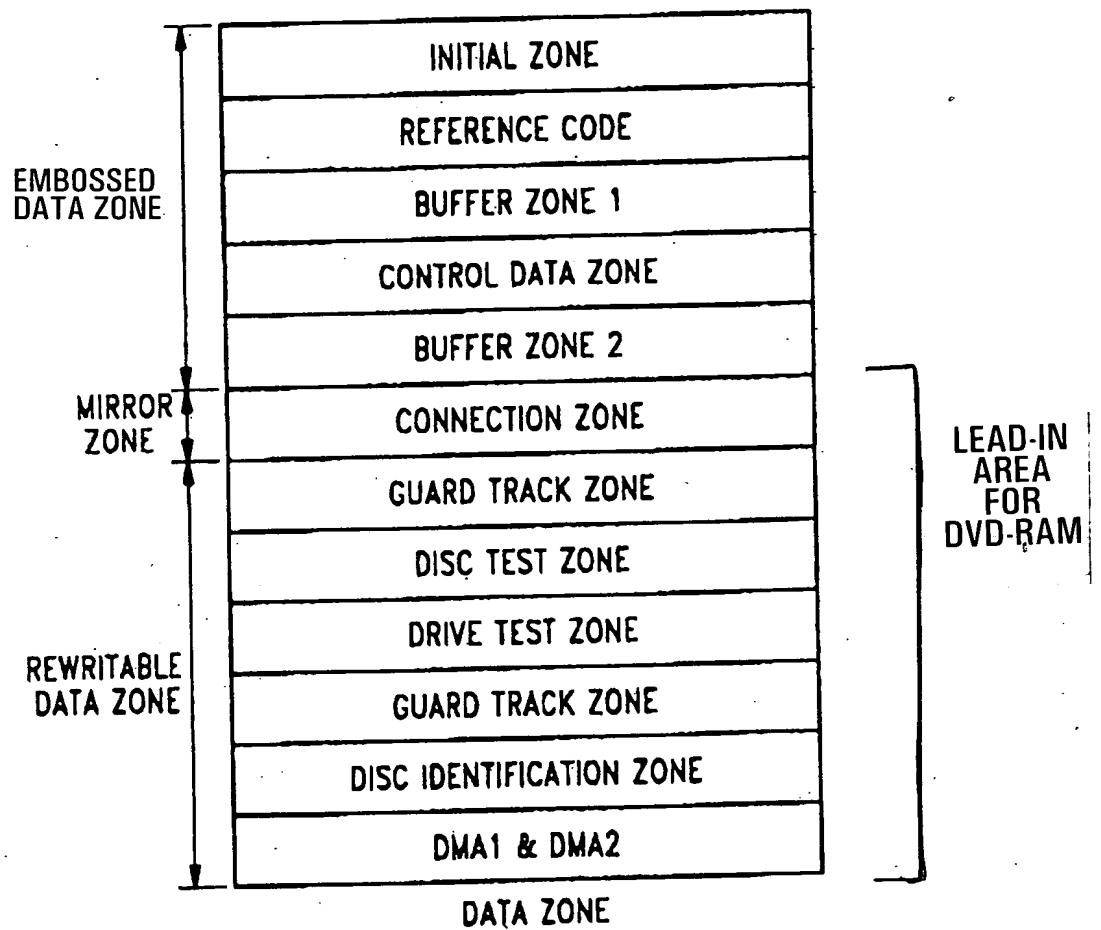 INITIAL ZONE
REFERENCE CODE
EMBOSSED
DATA ZONE
BUFFER ZONE 1
CONTROL DATA ZONE
BUFFER ZONE 2
MIRROR
ZONE
CONNECTION ZONE
LEAD-IN
AREA
FOR
DVD-RAM
GUARD TRACK ZONE
DISC TEST ZONE
DRIVE TEST ZONE
REWRITABLE
DATA ZONE
GUARD TRACK ZONE
DISC IDENTIFICATION ZONE
DMA1 & DMA2
DATA ZONE